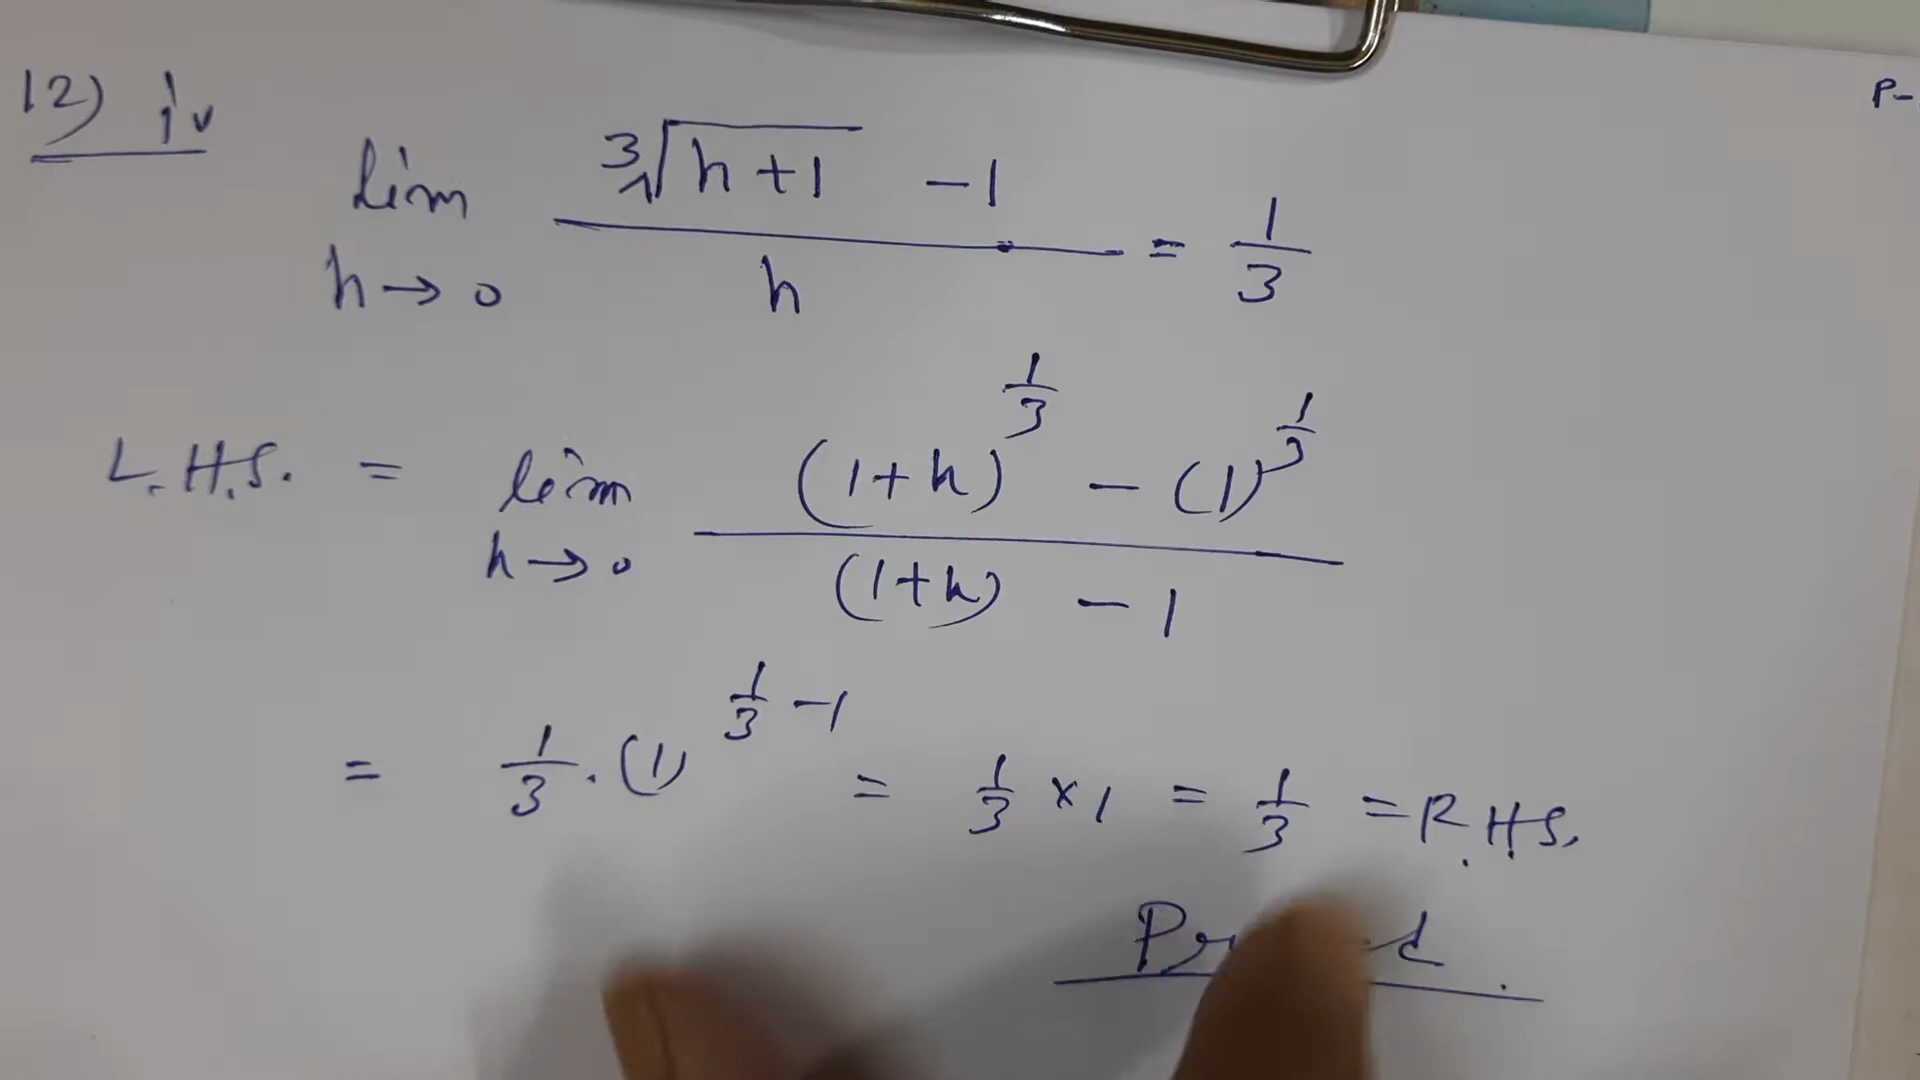 12) iv
P-
lim h→0 (∛(h+1) - 1)/h = 1/3
L.H.S. = lim h→0 ((1+h)^(1/3) - (1)^(1/3))/((1+h) - 1)
= 1/3 . (1)^(1/3 - 1) = 1/3 × 1 = 1/3 = R.H.S.